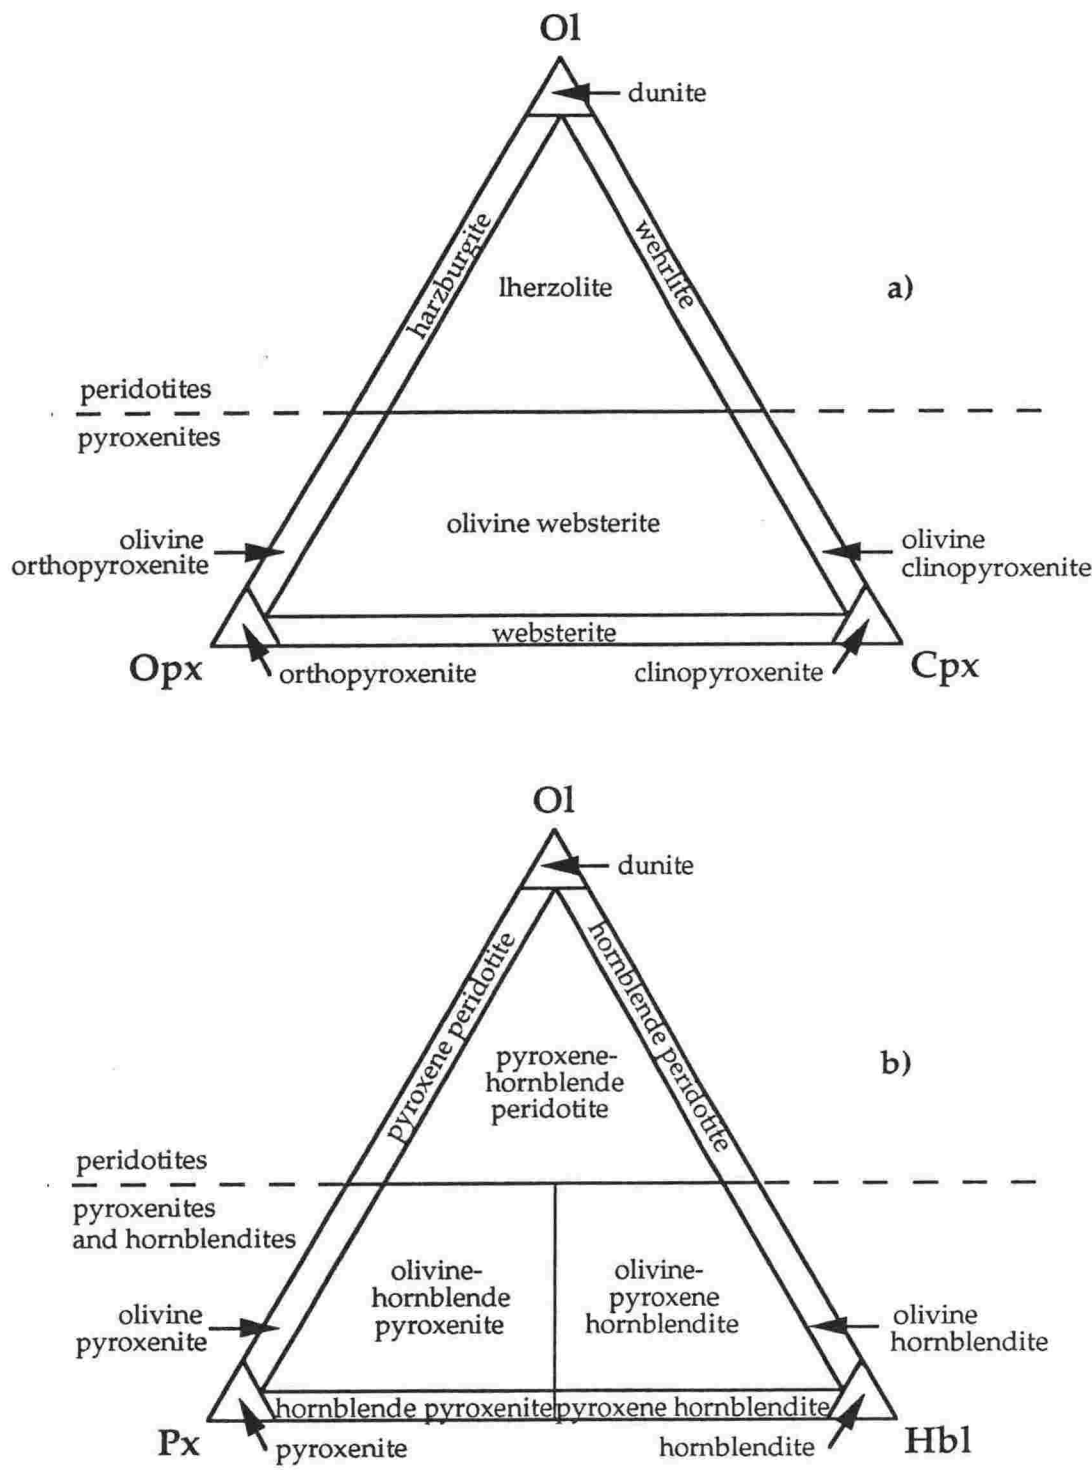 Ol
dunite
harzburgite
wehrlite
lherzolite
a)
peridotites
pyroxenites
olivine websterite
olivine
orthopyroxenite
olivine
clinopyroxenite
websterite
Opx
orthopyroxenite
clinopyroxenite
Cpx
Ol
dunite
pyroxene peridotite
hornblende peridotite
pyroxene-
hornblende
peridotite
b)
peridotites
pyroxenites
and hornblendites
olivine-
hornblende
pyroxenite
olivine-
pyroxene
hornblendite
olivine
pyroxenite
olivine
hornblendite
hornblende pyroxenite
pyroxene hornblendite
Px
pyroxenite
hornblendite
Hbl